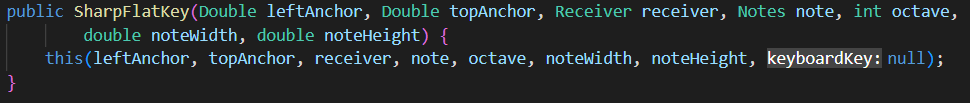 public SharpFlatKey(Double leftAnchor, Double topAnchor, Receiver receiver, Notes note, int octave,
double noteWidth, double noteHeight) {
this(leftAnchor, topAnchor, receiver, note, octave, noteWidth, noteHeight, keyboardKey: null);
}